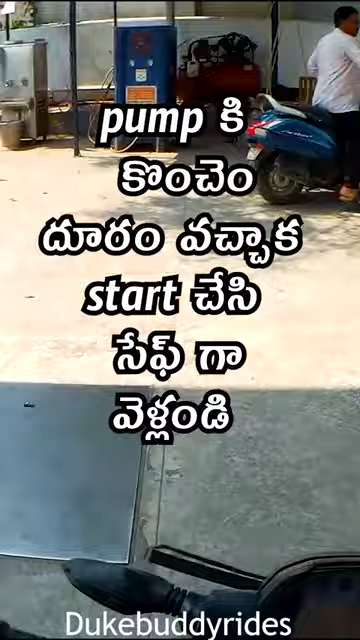 pump కి
కొంచెం
దూరం వచ్చాక
start చేసి
సేఫ్ గా
వెళ్లండి
Dukebuddyrides